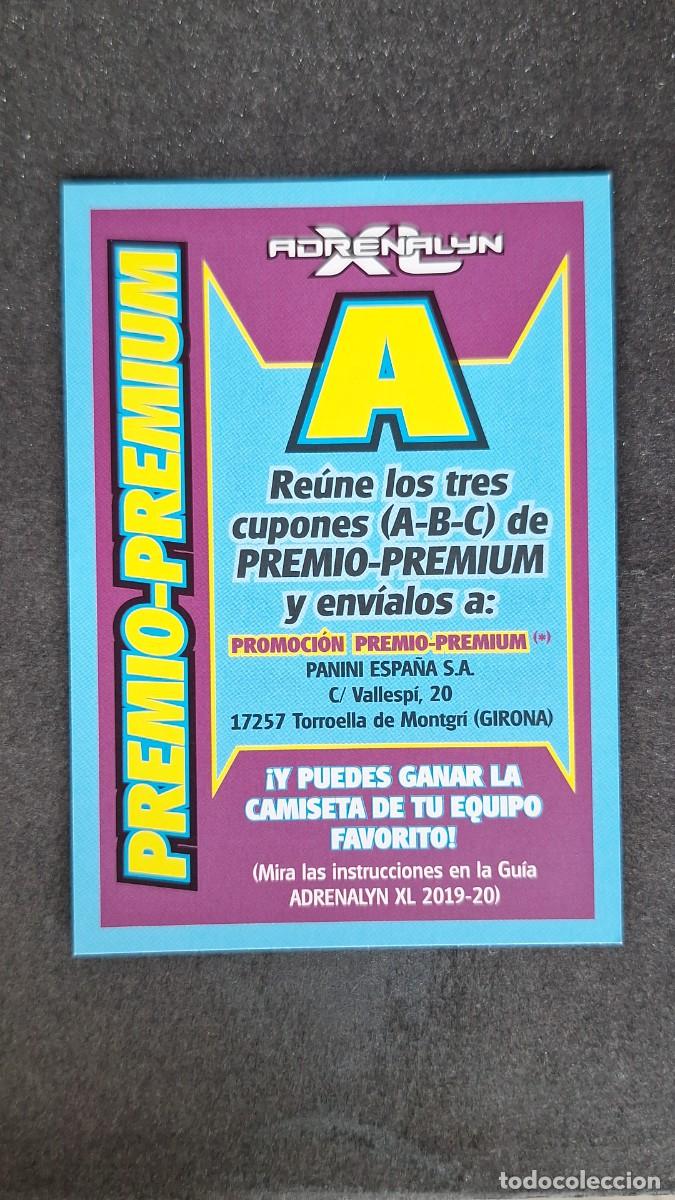 PREMIO-PREMIUM
ADRENALYN
XL
A
Reúne los tres
cupones (A-B-C) de
PREMIO-PREMIUM
y envíalos a:
PROMOCIÓN PREMIO-PREMIUM (*)
PANINI ESPAÑA S.A.
C/ Vallespí, 20
17257 Torroella de Montgrí (GIRONA)
¡Y PUEDES GANAR LA
CAMISETA DE TU EQUIPO
FAVORITO!
(Mira las instrucciones en la Guía
ADRENALYN XL 2019-20)
todocoleccion